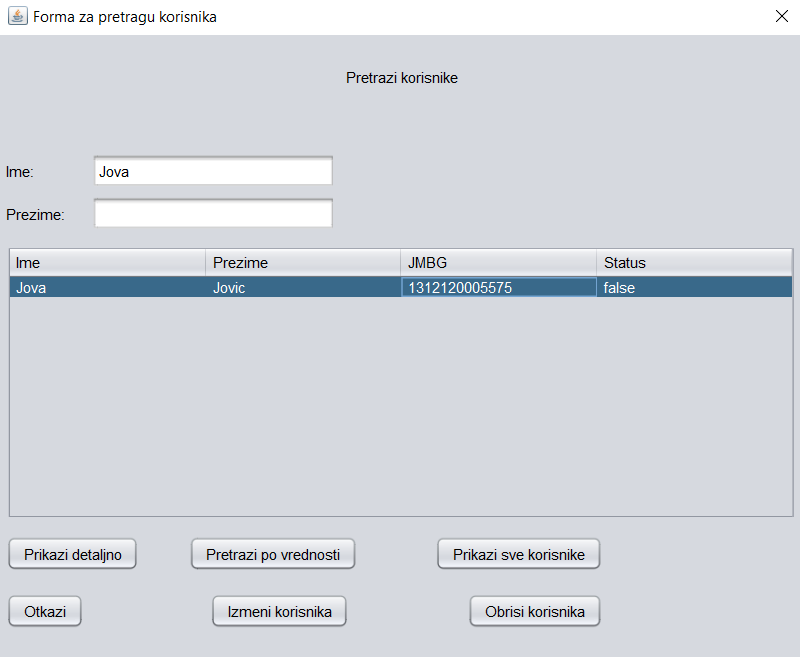 Forma za pretragu korisnika
Pretrazi korisnike
Ime: Jova
Prezime:
Ime Prezime JMBG Status
Jova Jovic 1312120005575 false
Prikazi detaljno Pretrazi po vrednosti Prikazi sve korisnike
Otkazi Izmeni korisnika Obrisi korisnika